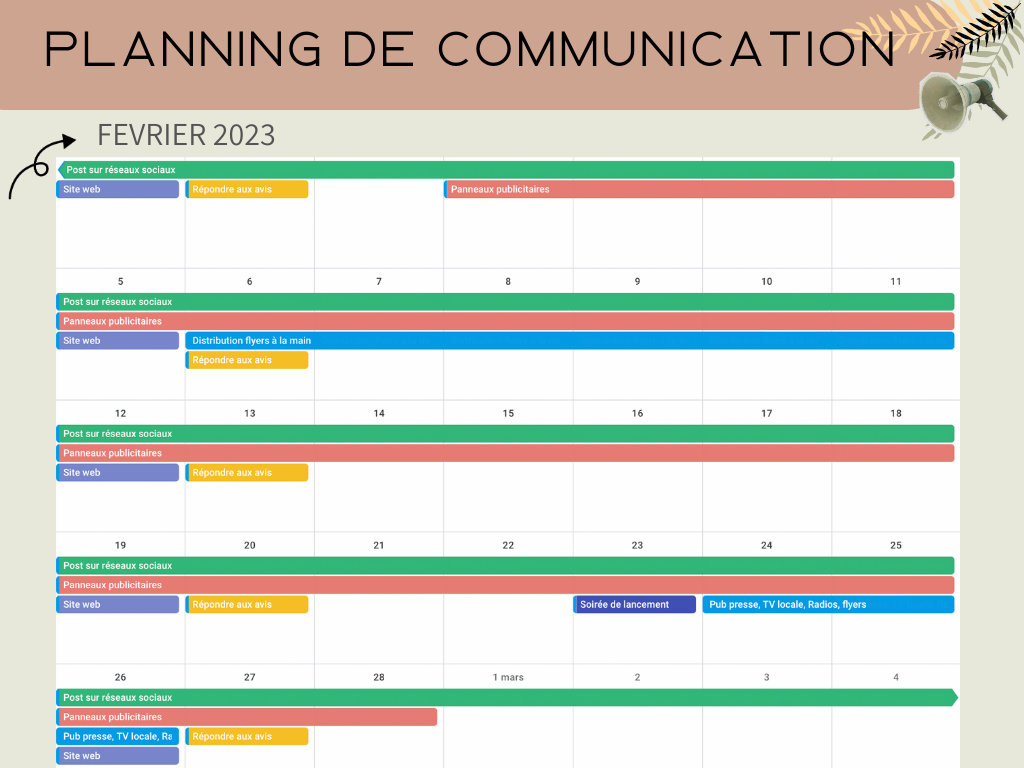 PLANNING DE COMMUNICATION
FEVRIER 2023
Post sur réseaux sociaux
Site web Répondre aux avis Panneaux publicitaires
5 6 7 8 9 10 11
Post sur réseaux sociaux
Panneaux publicitaires
Site web Distribution flyers à la main
Répondre aux avis
12 13 14 15 16 17 18
Post sur réseaux sociaux
Panneaux publicitaires
Site web Répondre aux avis
19 20 21 22 23 24 25
Post sur réseaux sociaux
Panneaux publicitaires
Site web Répondre aux avis Soirée de lancement Pub presse, TV locale, Radios, flyers
26 27 28 1 mars 2 3 4
Post sur réseaux sociaux
Panneaux publicitaires
Pub presse, TV locale, Ra Répondre aux avis
Site web